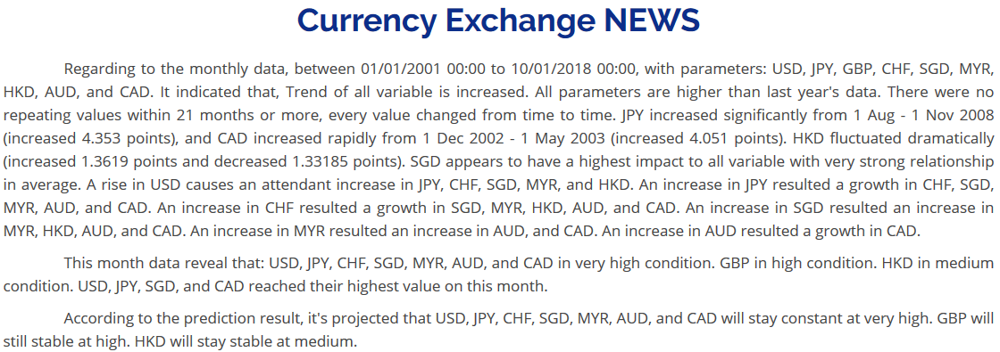 Currency Exchange NEWS
Regarding to the monthly data, between 01/01/2001 00:00 to 10/01/2018 00:00, with parameters: USD, JPY, GBP, CHF, SGD, MYR,
HKD, AUD, and CAD. It indicated that, Trend of all variable is increased. All parameters are higher than last year's data. There were no
repeating values within 21 months or more, every value changed from time to time. JPY increased significantly from 1 Aug - 1 Nov 2008
(increased 4.353 points), and CAD increased rapidly from 1 Dec 2002 - 1 May 2003 (increased 4.051 points). HKD fluctuated dramatically
(increased 1.3619 points and decreased 1.33185 points). SGD appears to have a highest impact to all variable with very strong relationship
in average. A rise in USD causes an attendant increase in JPY, CHF, SGD, MYR, and HKD. An increase in JPY resulted a growth in CHF, SGD,
MYR, AUD, and CAD. An increase in CHF resulted a growth in SGD, MYR, HKD, AUD, and CAD. An increase in SGD resulted an increase in
MYR, HKD, AUD, and CAD. An increase in MYR resulted an increase in AUD, and CAD. An increase in AUD resulted a growth in CAD.
This month data reveal that: USD, JPY, CHF, SGD, MYR, AUD, and CAD in very high condition. GBP in high condition. HKD in medium
condition. USD, JPY, SGD, and CAD reached their highest value on this month.
According to the prediction result, it's projected that USD, JPY, CHF, SGD, MYR, AUD, and CAD will stay constant at very high. GBP will
still stable at high. HKD will stay stable at medium.